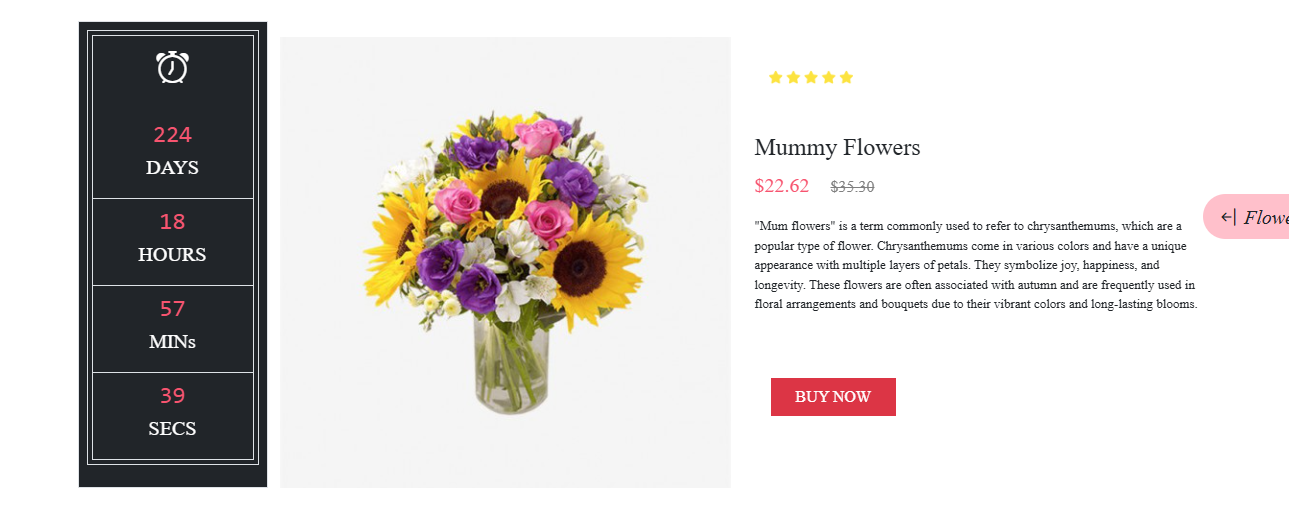 224
DAYS
18
HOURS
57
MINs
39
SECS
Mummy Flowers
$22.62 $35.30
"Mum flowers" is a term commonly used to refer to chrysanthemums, which are a
popular type of flower. Chrysanthemums come in various colors and have a unique
appearance with multiple layers of petals. They symbolize joy, happiness, and
longevity. These flowers are often associated with autumn and are frequently used in
floral arrangements and bouquets due to their vibrant colors and long-lasting blooms.
BUY NOW